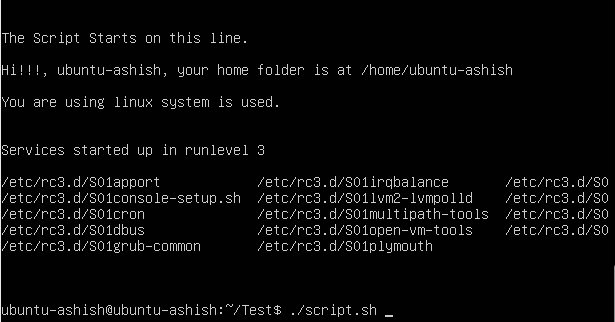 The Script Starts on this line.
Hi!!!, ubuntu-ashish, your home folder is at /home/ubuntu-ashish
You are using linux system is used.
Services started up in runlevel 3
/etc/rc3.d/S01apport /etc/rc3.d/S01irqbalance /etc/rc3.d/S0
/etc/rc3.d/S01console-setup.sh /etc/rc3.d/S01lvm2-lvmpolld /etc/rc3.d/S0
/etc/rc3.d/S01cron /etc/rc3.d/S01multipath-tools /etc/rc3.d/S0
/etc/rc3.d/S01dbus /etc/rc3.d/S01open-vm-tools /etc/rc3.d/S0
/etc/rc3.d/S01grub-common /etc/rc3.d/S01plymouth
ubuntu-ashish@ubuntu-ashish:~/Test$ ./script.sh _